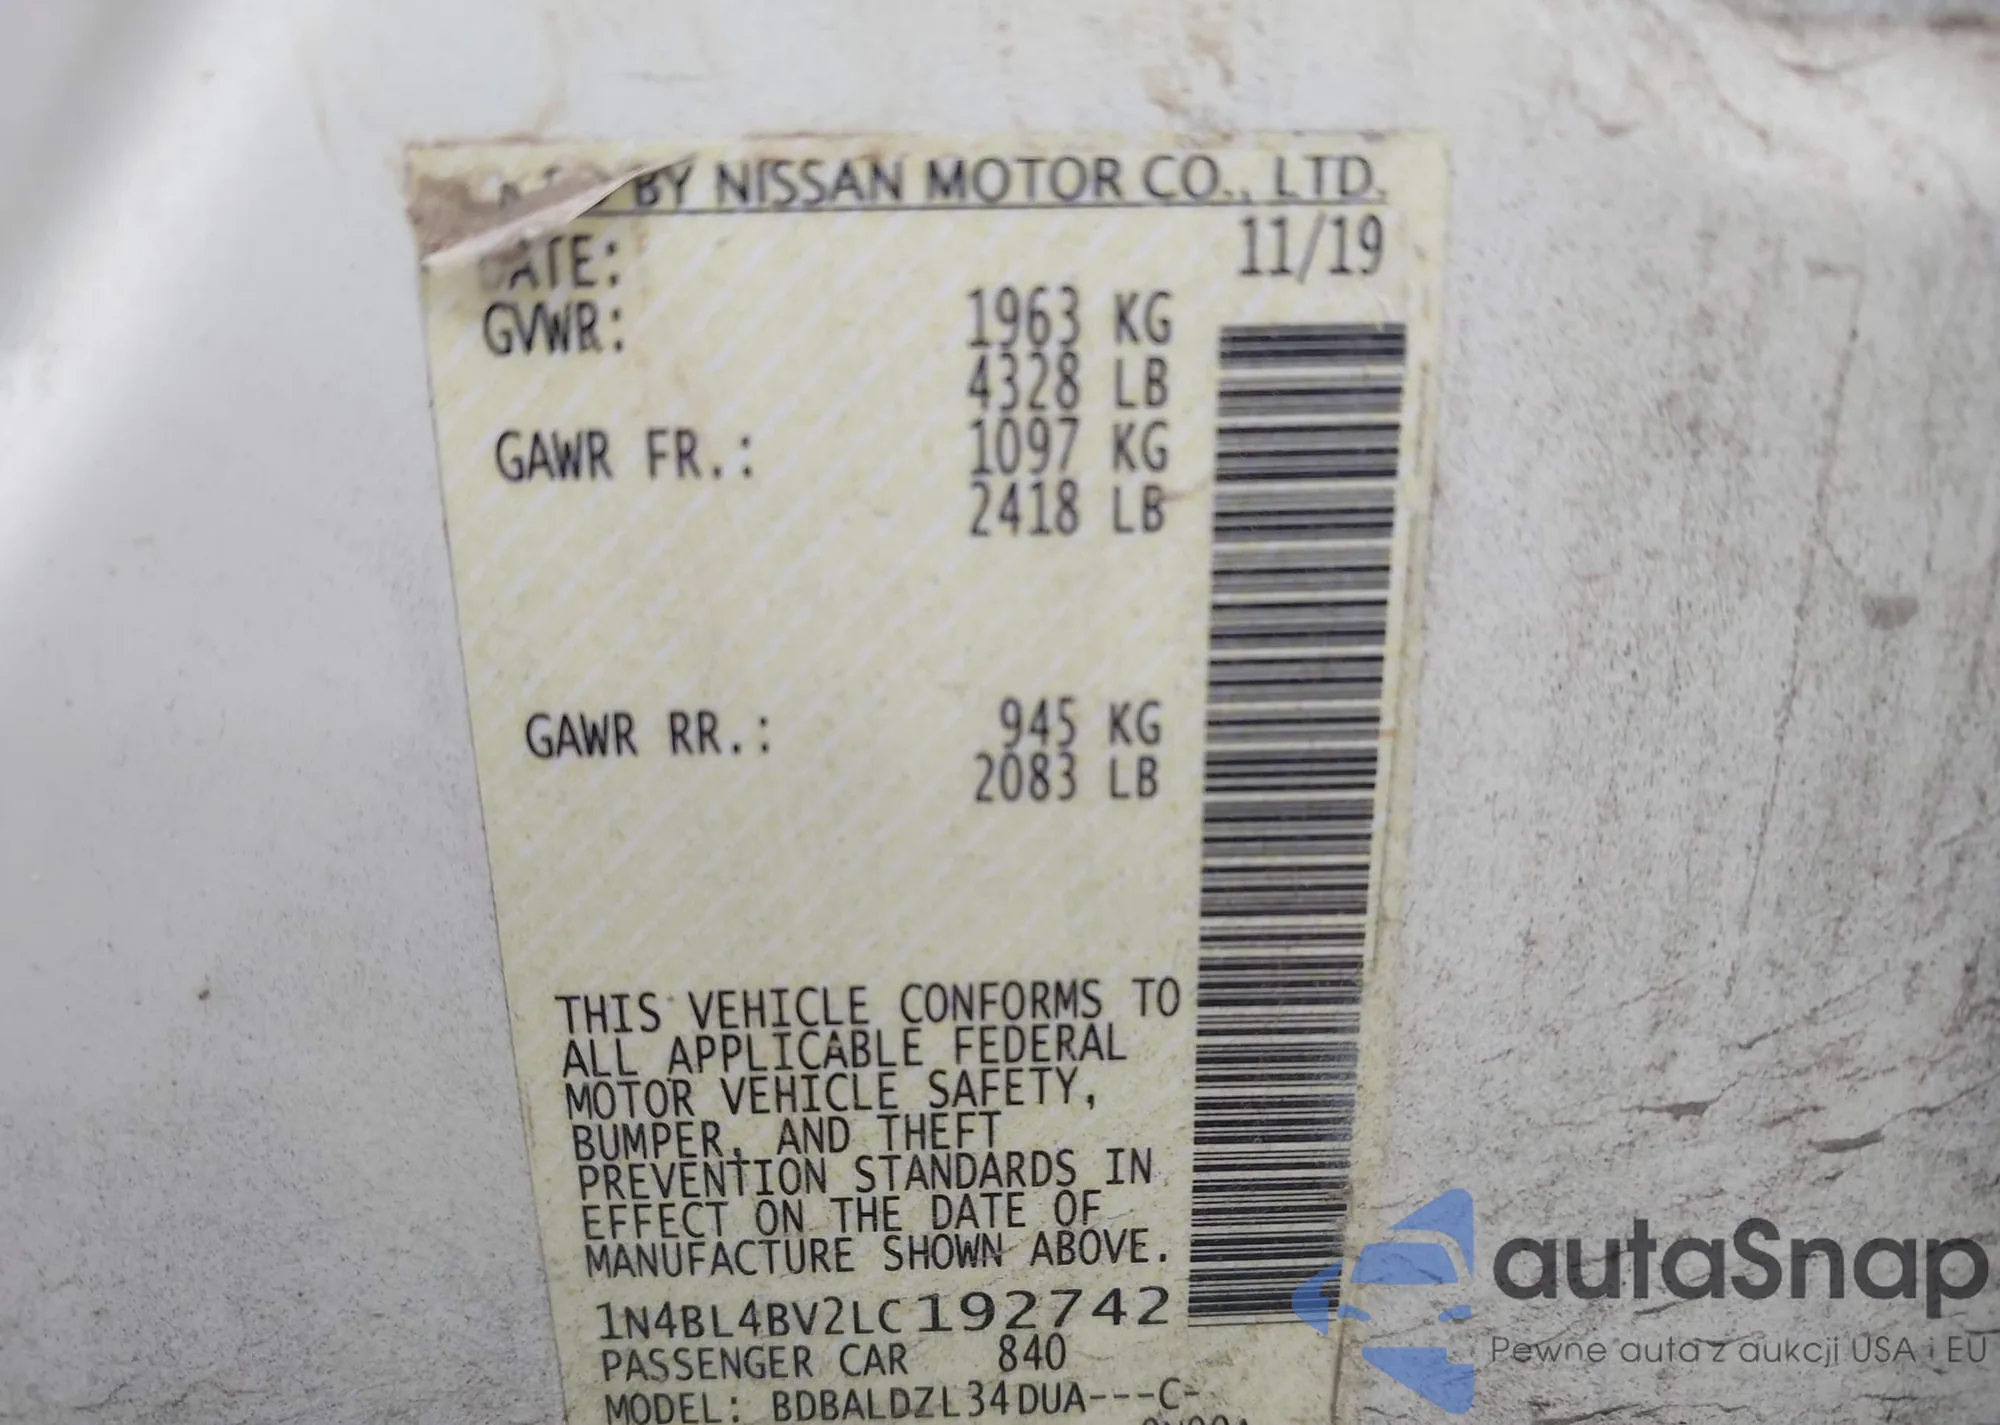 BY NISSAN MOTOR CO., LTD.
DATE: 11/19
GVWR: 1963 KG
4328 LB
GAWR FR.: 1097 KG
2418 LB
GAWR RR.: 945 KG
2083 LB
THIS VEHICLE CONFORMS TO
ALL APPLICABLE FEDERAL
MOTOR VEHICLE SAFETY,
BUMPER, AND THEFT
PREVENTION STANDARDS IN
EFFECT ON THE DATE OF
MANUFACTURE SHOWN ABOVE.
1N4BL4BV2LC192742
PASSENGER CAR 840
MODEL: BDBALDZL34DUA---C-
autaSnap
Pewne auta z aukcji USA i EU